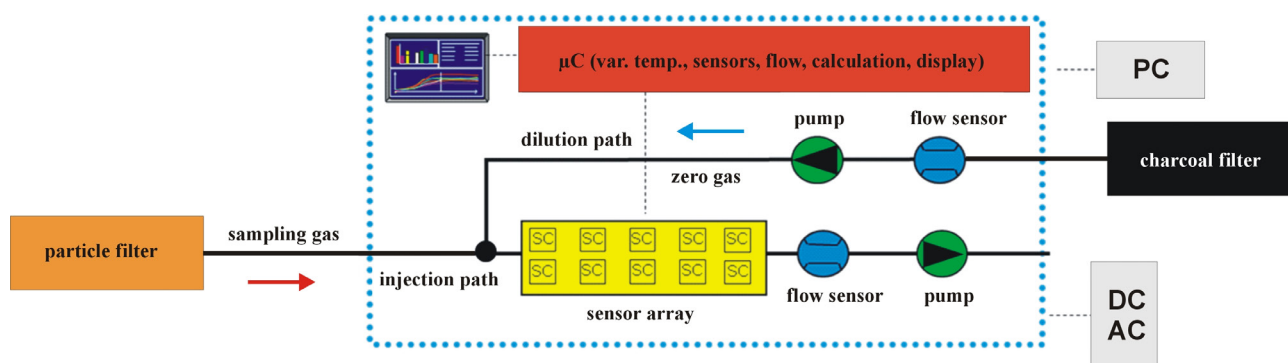 μC (var. temp., sensors, flow, calculation, display)
PC
pump
flow sensor
dilution path
zero gas
charcoal filter
particle filter
sampling gas
injection path
SC SC SC SC SC
SC SC SC SC SC
sensor array
flow sensor
pump
DC
AC